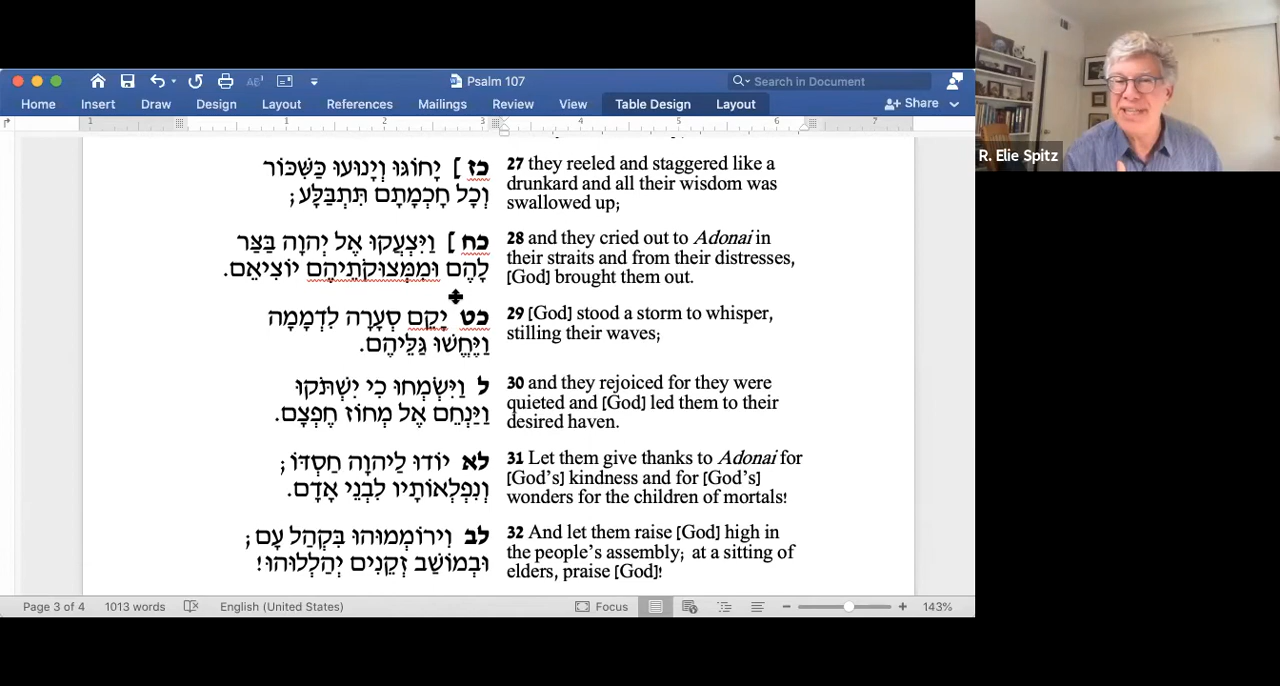 Psalm 107
Search in Document
Home Insert Draw Design Layout References Mailings Review View Table Design Layout Share
1 1 2 3 4 5 6 7
כז ] יָחוֹגּוּ וְיָנוּעוּ כַּשִּׁכּוֹר
וְכָל חָכְמָתָם תִּתְבַּלָּע;
27 they reeled and staggered like a
drunkard and all their wisdom was
swallowed up;
כח ] וַיִּצְעֲקוּ אֶל יְהוָה בַּצַּר
לָהֶם וּמִמְּצוּקֹתֵיהֶם יוֹצִיאֵם.
28 and they cried out to Adonai in
their straits and from their distresses,
[God] brought them out.
כט יָקֵם סְעָרָה לִדְמָמָה
וַיֶּחֱשׁוּ גַּלֵּיהֶם.
29 [God] stood a storm to whisper,
stilling their waves;
ל וַיִּשְׂמְחוּ כִי יִשְׁתֹּקוּ
וַיַּנְחֵם אֶל מְחוֹז חֶפְצָם.
30 and they rejoiced for they were
quieted and [God] led them to their
desired haven.
לא יוֹדוּ לַיהוָה חַסְדּוֹ;
וְנִפְלְאוֹתָיו לִבְנֵי אָדָם.
31 Let them give thanks to Adonai for
[God's] kindness and for [God's]
wonders for the children of mortals!
לב וִירוֹמְמוּהוּ בִּקְהַל עָם;
וּבְמוֹשַׁב זְקֵנִים יְהַלְלוּהוּ!
32 And let them raise [God] high in
the people's assembly; at a sitting of
elders, praise [God]!
Page 3 of 4 1013 words English (United States) Focus 143%
R. Elie Spitz